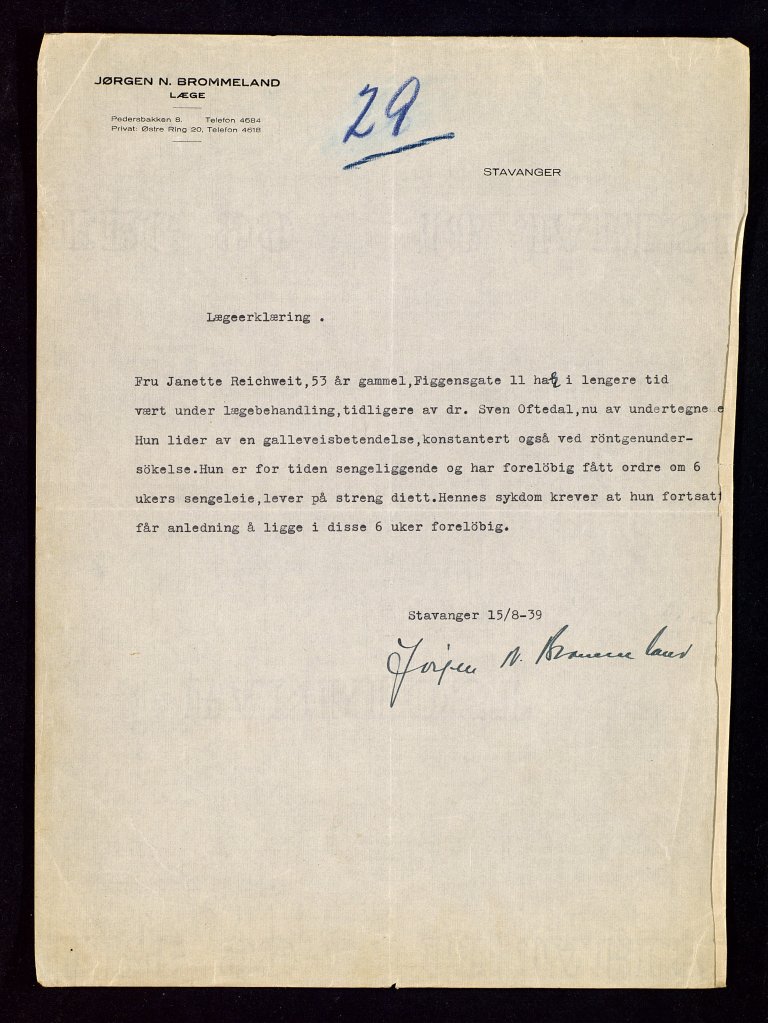 JØRGEN N. BROMMELAND
LÆGE
Pedersbakken 8. Telefon 4684
Privat: Østre Ring 20, Telefon 4618
29
STAVANGER
Lægeerklæring .
Fru Janette Reichweit,53 år gammel,Figgensgate 11 har i lengere tid
vært under lægebehandling,tidligere av dr. Sven Oftedal,nu av undertegne e
Hun lider av en galleveisbetendelse,konstantert også ved röntgenunder-
sökelse.Hun er for tiden sengeliggende og har forelöbig fått ordre om 6
ukers sengeleie,lever på streng diett.Hennes sykdom krever at hun fortsatt
får anledning å ligge i disse 6 uker forelöbig.
Stavanger 15/8-39
Jörgen N. Brommeland